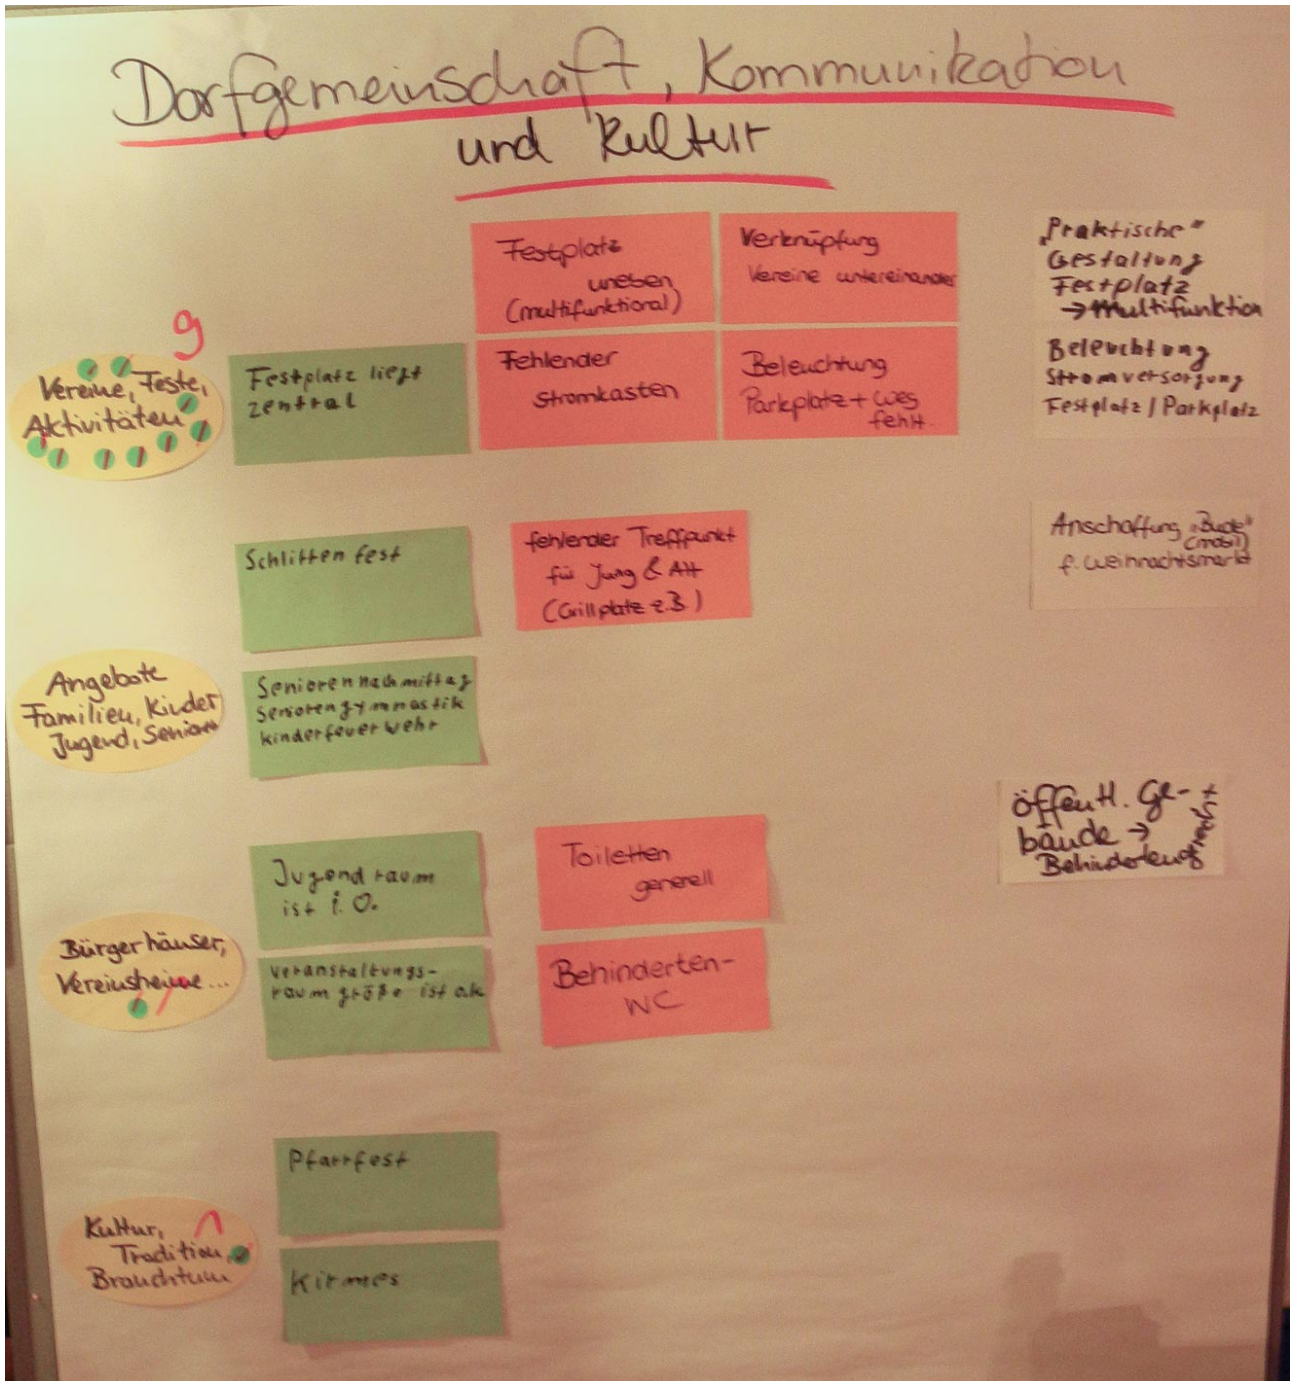 Dorfgemeinschaft, Kommunikation
und Kultur
Festplatz
uneben
(multifunktional)
Verknüpfung
Vereine untereinander
„Praktische"
Gestaltung
Festplatz
→ Multifunktion
9
Vereine, Feste,
Aktivitäten
Festplatz liegt
zentral
Fehlender
Stromkasten
Beleuchtung
Parkplatz + Weg
fehlt.
Beleuchtung
Stromversorgung
Festplatz / Parkplatz
Schlittenfest
fehlender Treffpunkt
für Jung & Alt
(Grillplatz z.B)
Anschaffung „Bude"
(mobil)
f. Weihnachtsmarkt
Angebote
Familien, Kinder
Jugend, Senioren
Seniorennachmittag
Seniorengymnastik
Kinderfeuerwehr
öffentl. Ge-
bäude →
Behindertengerecht
Jugendraum
ist i. O.
Toiletten
generell
Bürgerhäuser,
Vereinsheime ...
Veranstaltungs-
raum größe ist ok
Behinderten-
WC
Pfarrfest
Kultur,
Tradition,
Brauchtum
1
Kirmes